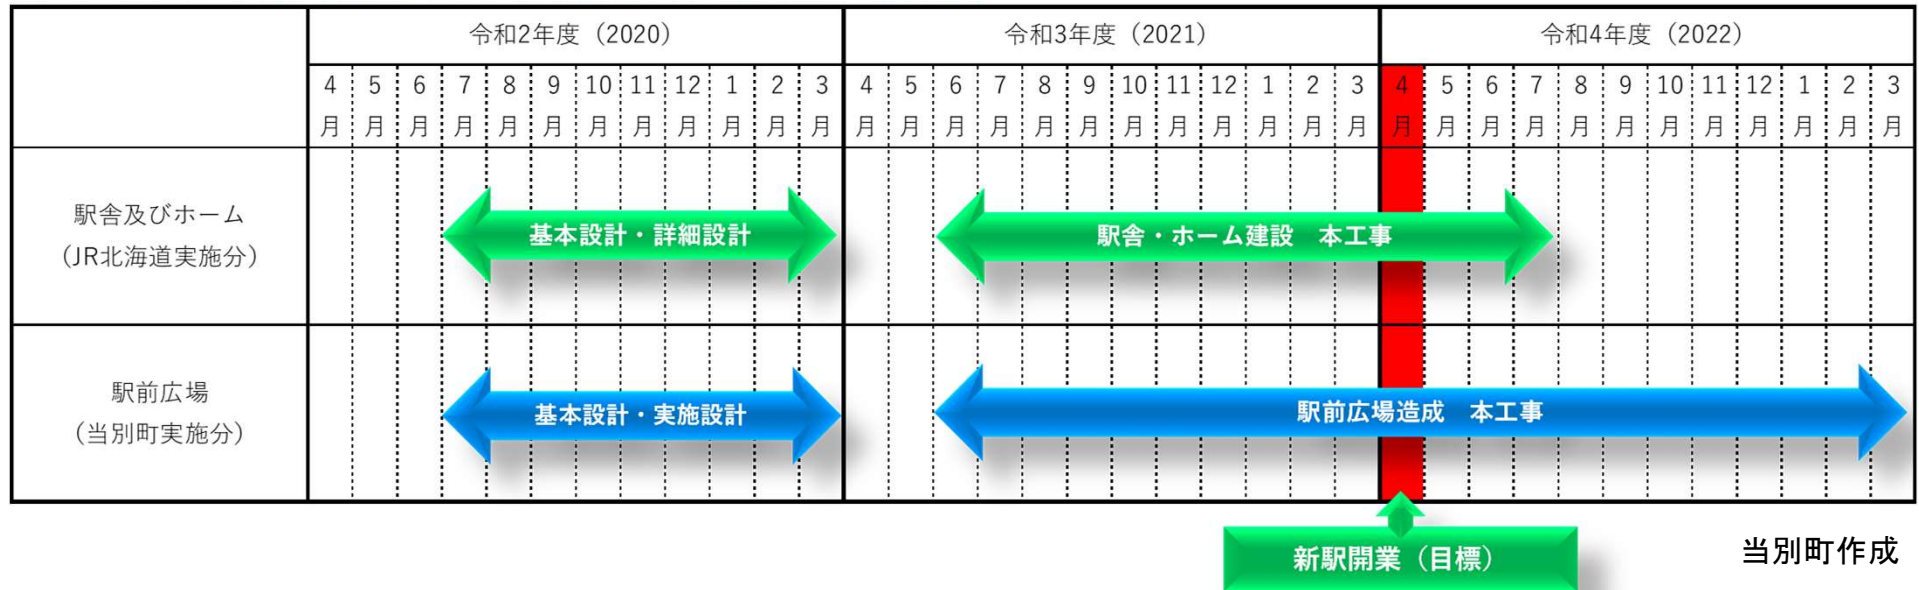 令和2年度（2020）
令和3年度（2021）
令和4年度（2022）
4月 5月 6月 7月 8月 9月 10月 11月 12月 1月 2月 3月 4月 5月 6月 7月 8月 9月 10月 11月 12月 1月 2月 3月 4月 5月 6月 7月 8月 9月 10月 11月 12月 1月 2月 3月
駅舎及びホーム
（JR北海道実施分）
基本設計・詳細設計
駅舎・ホーム建設　本工事
駅前広場
（当別町実施分）
基本設計・実施設計
駅前広場造成　本工事
新駅開業（目標）
当別町作成